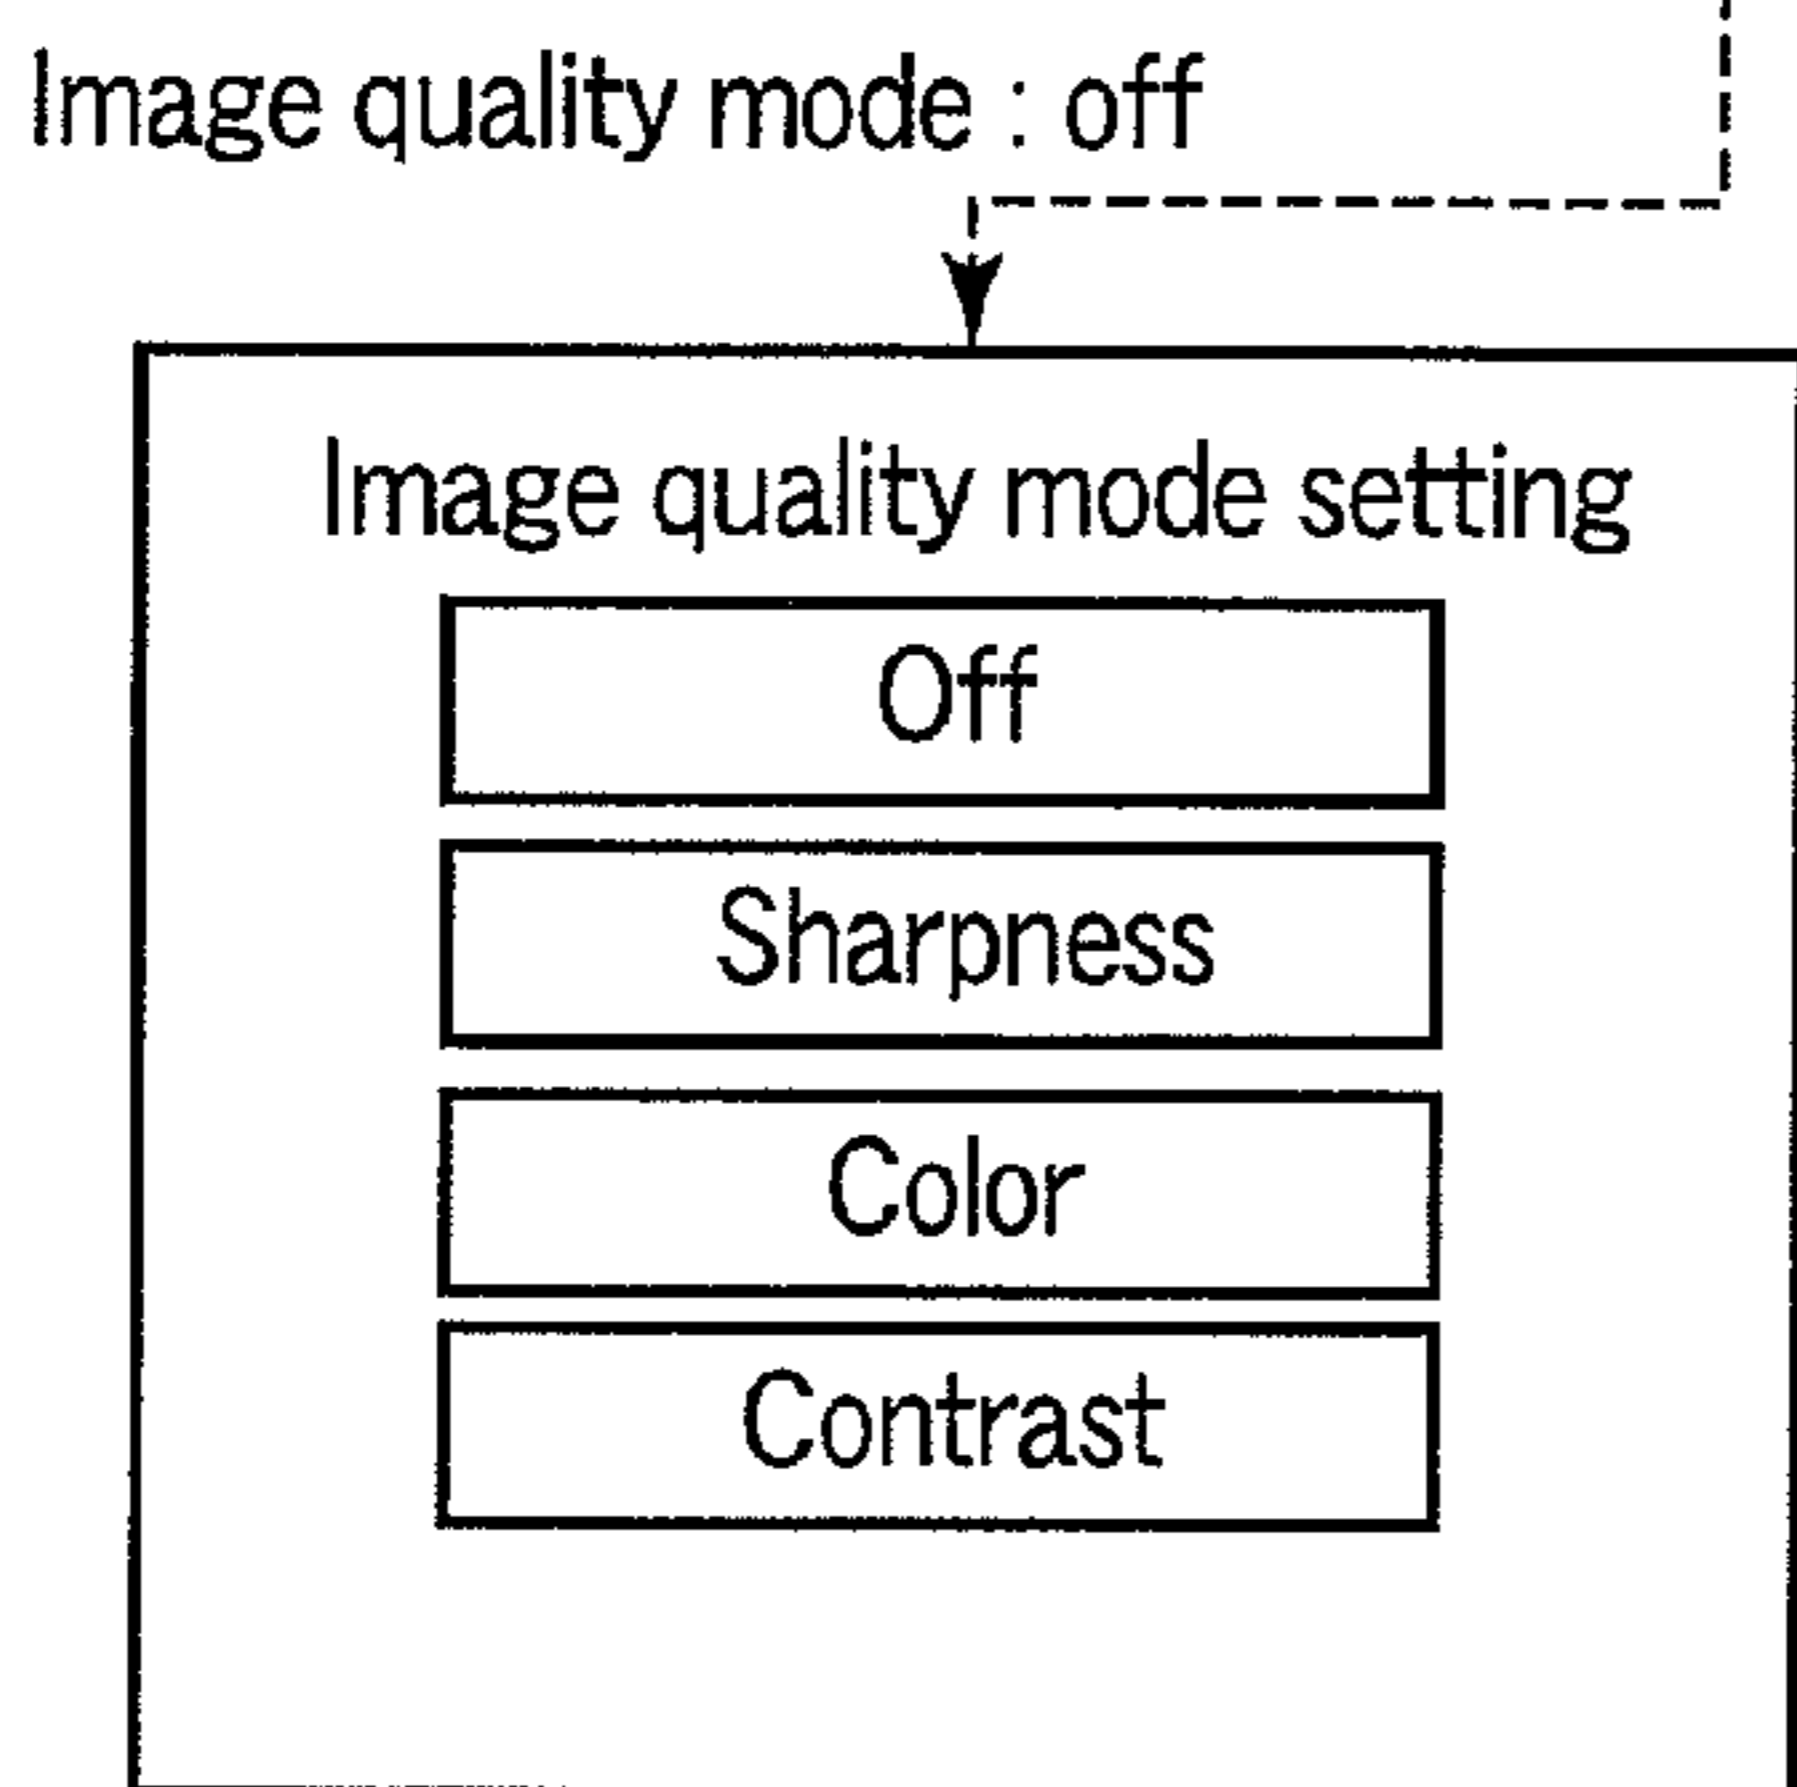 Image quality mode : off
Image quality mode setting
Off
Sharpness
Color
Contrast